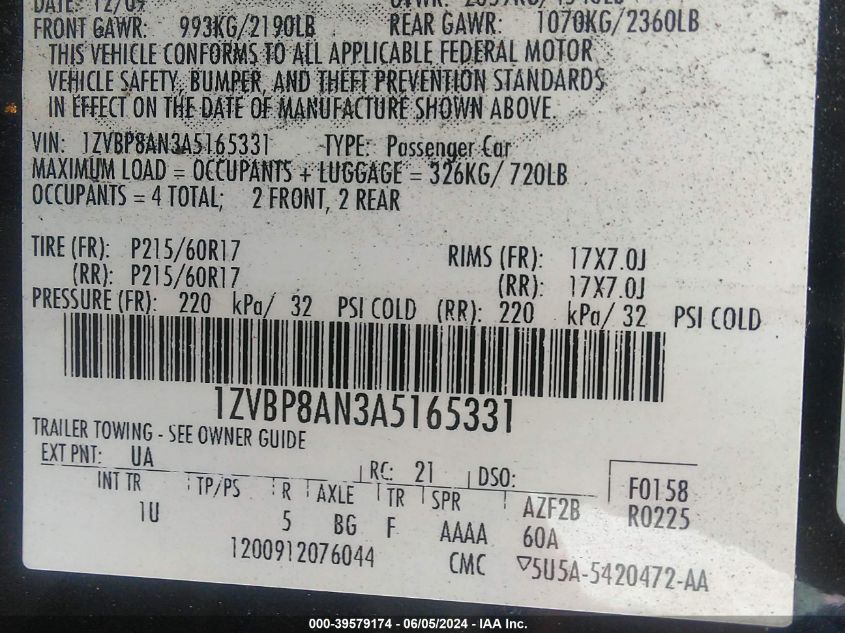 DATE: 12/09
FRONT GAWR: 993KG/2190LB REAR GAWR: 1070KG/2360LB
THIS VEHICLE CONFORMS TO ALL APPLICABLE FEDERAL MOTOR
VEHICLE SAFETY, BUMPER, AND THEFT PREVENTION STANDARDS
IN EFFECT ON THE DATE OF MANUFACTURE SHOWN ABOVE.
VIN: 1ZVBP8AN3A5165331 TYPE: Passenger Car
MAXIMUM LOAD = OCCUPANTS + LUGGAGE = 326KG/ 720LB
OCCUPANTS = 4 TOTAL; 2 FRONT, 2 REAR
TIRE (FR): P215/60R17 RIMS (FR): 17X7.0J
(RR): P215/60R17 (RR): 17X7.0J
PRESSURE (FR): 220 kPa/ 32 PSI COLD (RR): 220 kPa/ 32 PSI COLD
1ZVBP8AN3A5165331
TRAILER TOWING - SEE OWNER GUIDE
EXT PNT: UA RC: 21 DSO:
INT TR TP/PS R AXLE TR SPR AZF2B F0158
1U 5 BG F AAAA 60A R0225
1200912076044 CMC ▽5U5A-5420472-AA
000-39579174 - 06/05/2024 - IAA Inc.